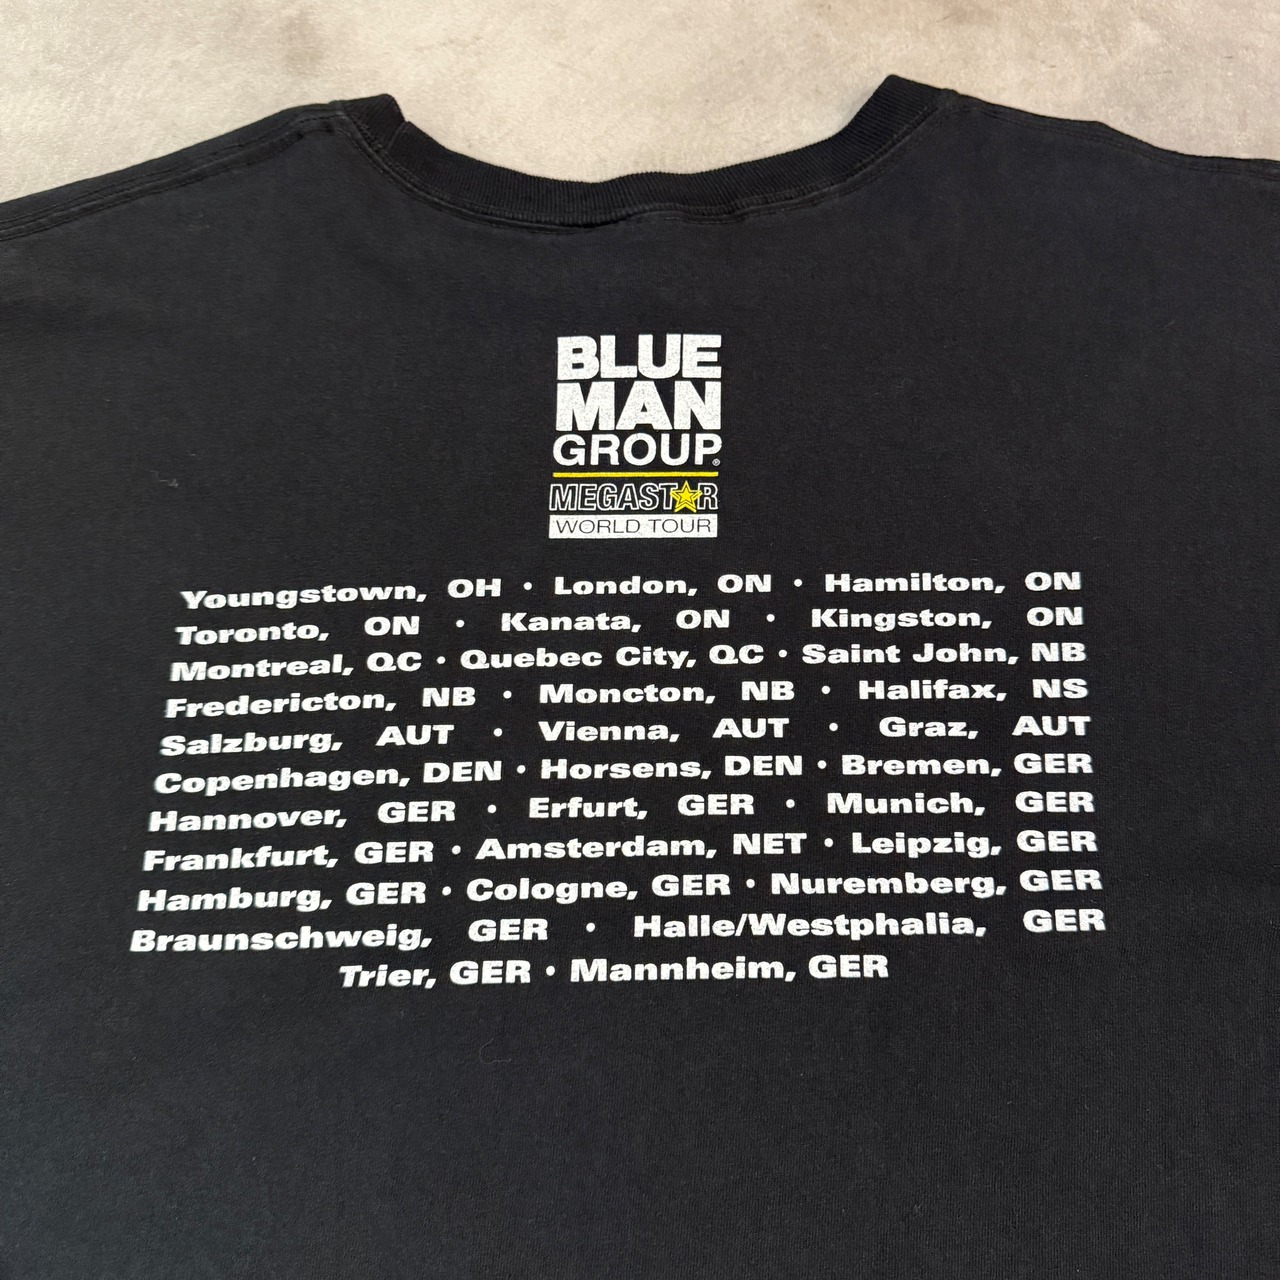 BLUE
MAN
GROUP®
MEGASTAR
WORLD TOUR
Youngstown, OH • London, ON • Hamilton, ON
Toronto, ON • Kanata, ON • Kingston, ON
Montreal, QC • Quebec City, QC • Saint John, NB
Fredericton, NB • Moncton, NB • Halifax, NS
Salzburg, AUT • Vienna, AUT • Graz, AUT
Copenhagen, DEN • Horsens, DEN • Bremen, GER
Hannover, GER • Erfurt, GER • Munich, GER
Frankfurt, GER • Amsterdam, NET • Leipzig, GER
Hamburg, GER • Cologne, GER • Nuremberg, GER
Braunschweig, GER • Halle/Westphalia, GER
Trier, GER • Mannheim, GER